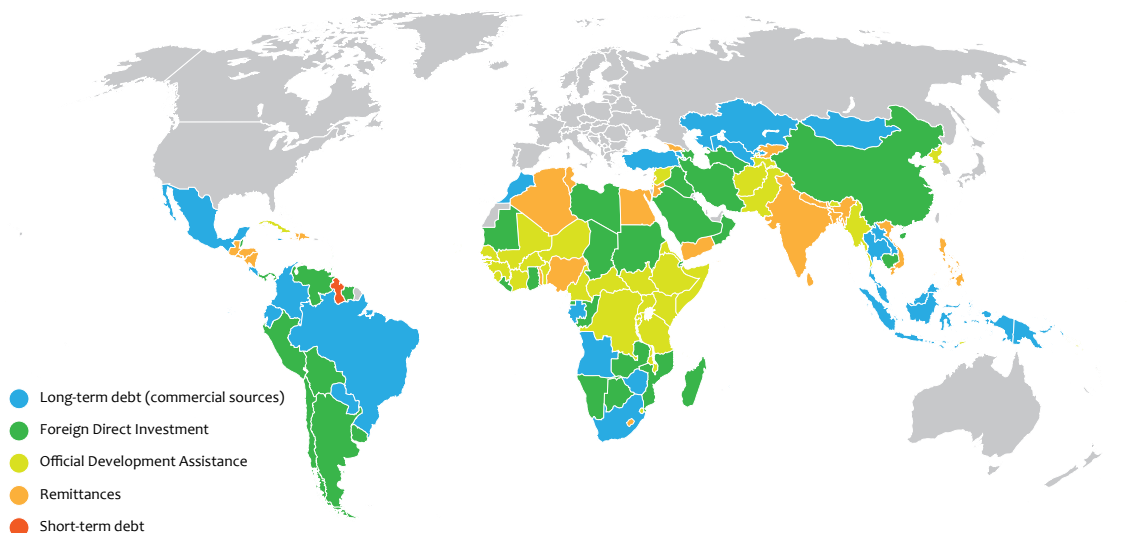 Long-term debt (commercial sources)
Foreign Direct Investment
Official Development Assistance
Remittances
Short-term debt